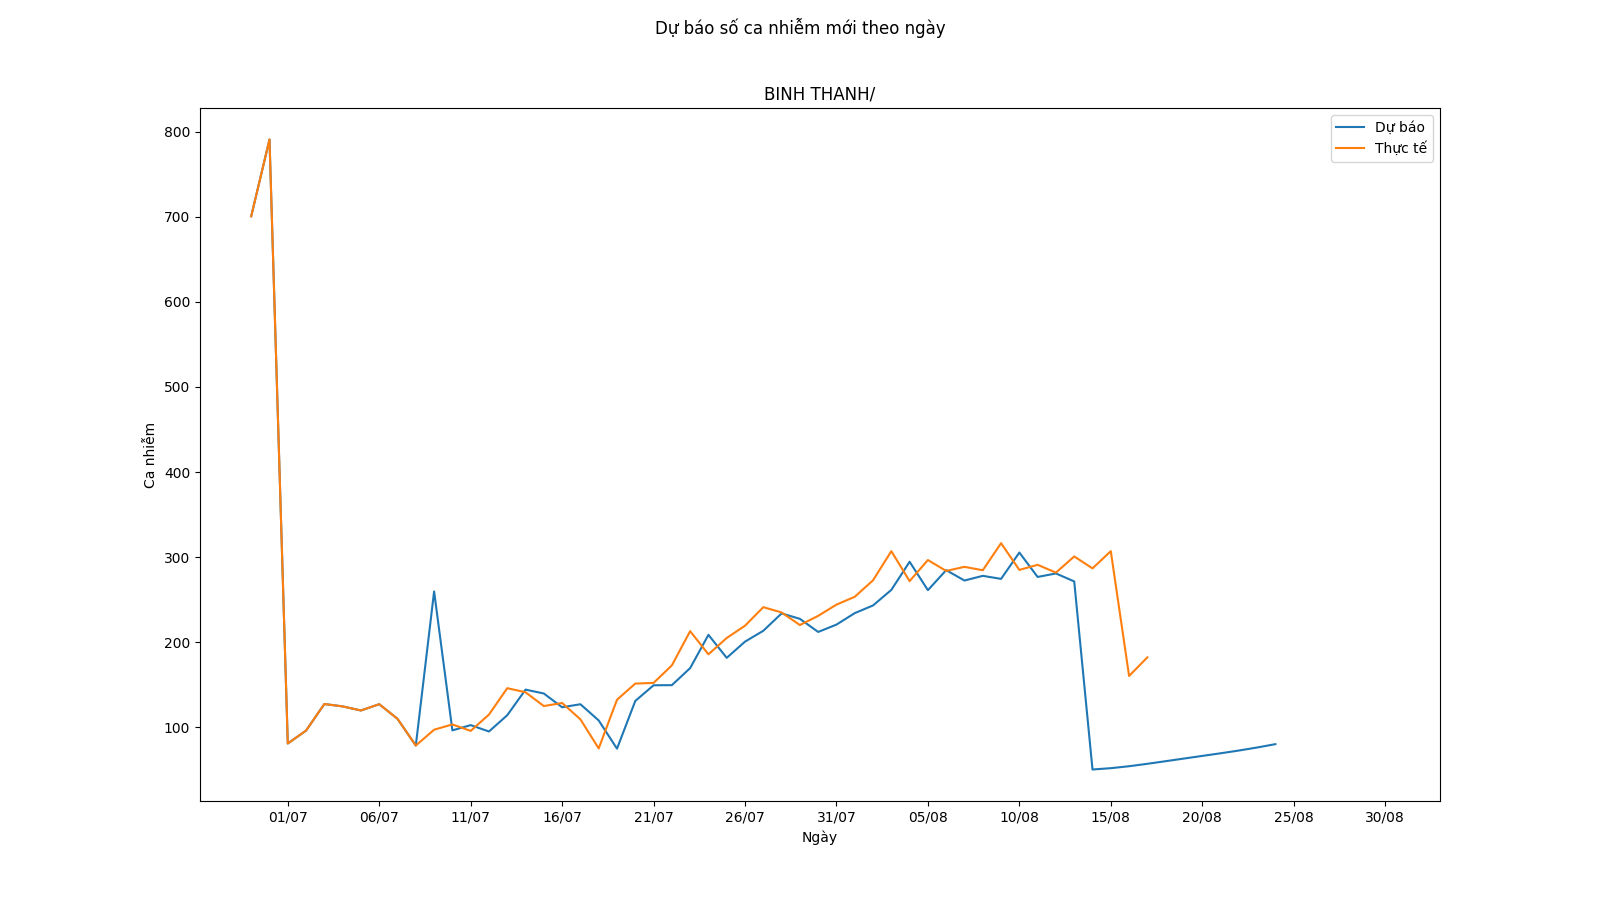 Dự báo số ca nhiễm mới theo ngày
BINH THANH/
Dự báo
Thực tế
800
700
600
500
400
300
200
100
Ca nhiễm
01/07 06/07 11/07 16/07 21/07 26/07 31/07 05/08 10/08 15/08 20/08 25/08 30/08
Ngày